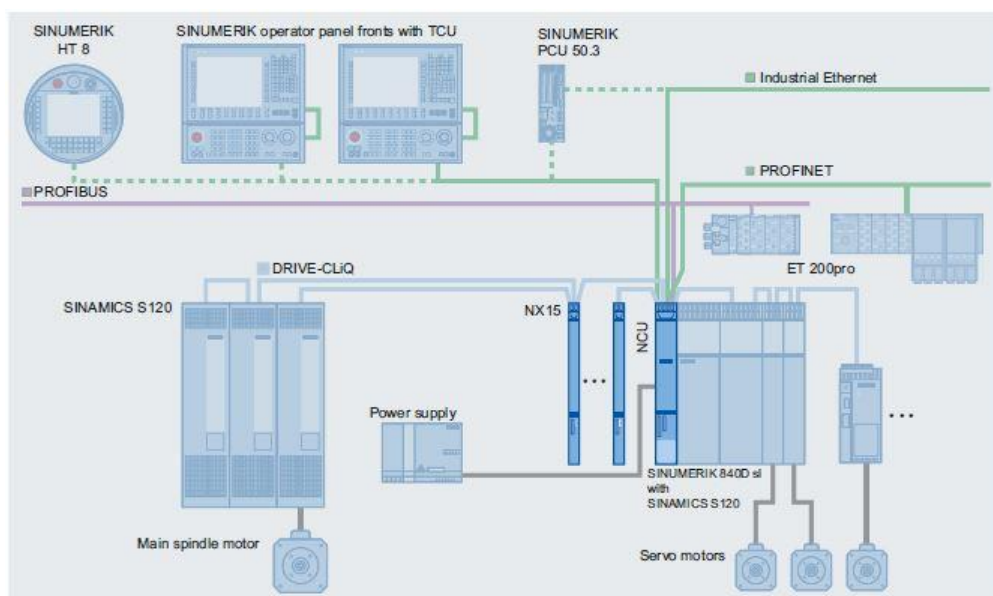 SINUMERIK
HT 8
SINUMERIK operator panel fronts with TCU
SINUMERIK
PCU 50.3
Industrial Ethernet
PROFIBUS
PROFINET
ET 200pro
DRIVE-CLiQ
SINAMICS S120
NX15
NCU
Power supply
SINUMERIK 840D sl
with
SINAMICS S120
Main spindle motor
Servo motors